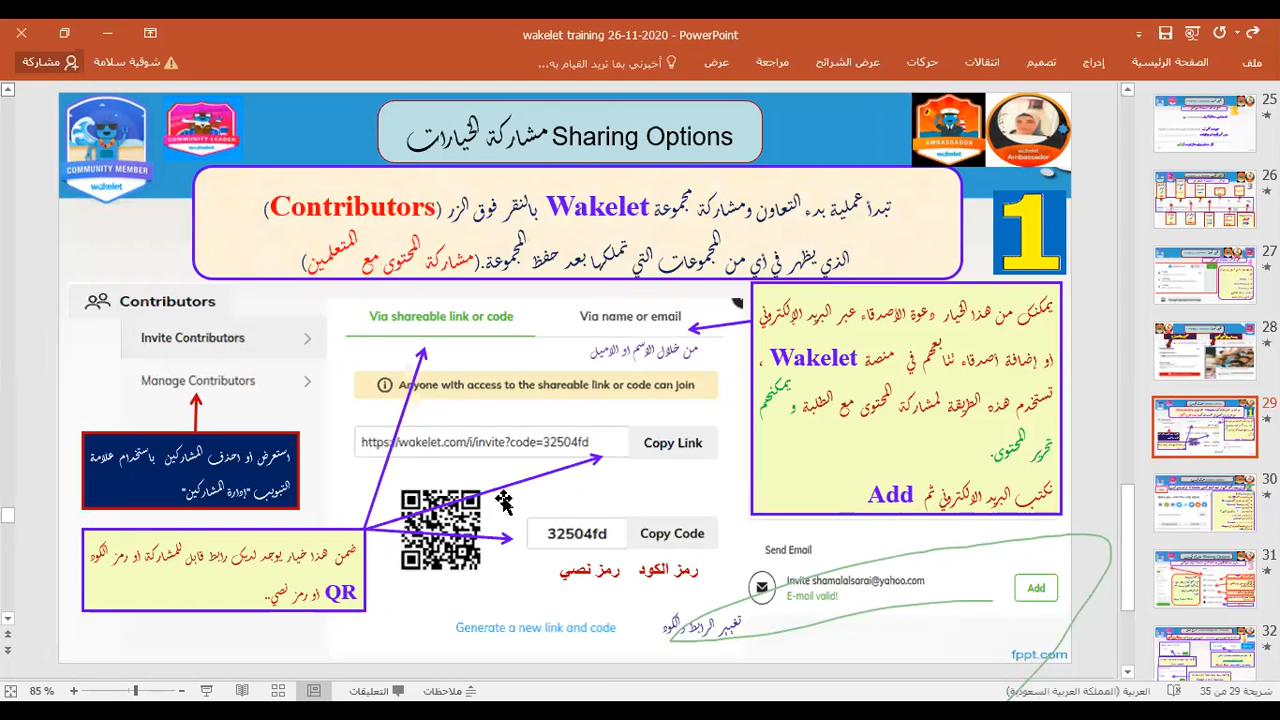 wakelet training 26-11-2020 - PowerPoint
ملف
الصفحة الرئيسية
إدراج
تصميم
انتقالات
حركات
عرض الشرائح
مراجعة
عرض
أخبرني بما تريد القيام به...
شوقية سلامة
مشاركة
COMMUNITY MEMBER
wakelet
COMMUNITY LEADER
Sharing Options مشاركة الخيارات
AMBASSADOR
wakelet
wakelet
Ambassador
تبدأ عملية بدء التعاون ومشاركة مجموعة Wakelet بالنقر فوق الزر (Contributors)
الذي يظهر في أي من المجموعات التي تملكها بعد حفظ المجموعة.(مشاركة المحتوى مع المتعلمين)
1
Contributors
Invite Contributors
Manage Contributors
Via shareable link or code
Via name or email
من خلال الاسم او الاميل
Anyone with access to the shareable link or code can join
https://wakelet.com/i/invite?code=32504fd
Copy Link
32504fd
Copy Code
رمز الكود
رمز نصي
Generate a new link and code
تغيير الرابط والكود
يمكنك من هذا الخيار دعوة الأصدقاء عبر البريد الإلكتروني
او إضافة أصدقاء لنا بعضهم في منصة Wakelet .
تستخدم هذه الطريقة لمشاركة المحتوى مع الطلبة و يمكنهم
تحرير المحتوى.
نكتب البريد الالكتروني ثم Add
استعرض او احذف المشاركين باستخدام علامة
التبويب "إدارة المشاركين"
ضمن هذا خيار يوجد لديك رابط قابل للمشاركة او رمز الكود
QR او رمز نصي..
Send Email
Invite shamalalsarai@yahoo.com
E-mail valid!
Add
fppt.com
25
26
27
28
29
30
31
32
شريحة 29 من 35
العربية (المملكة العربية السعودية)
ملاحظات
التعليقات
85 %